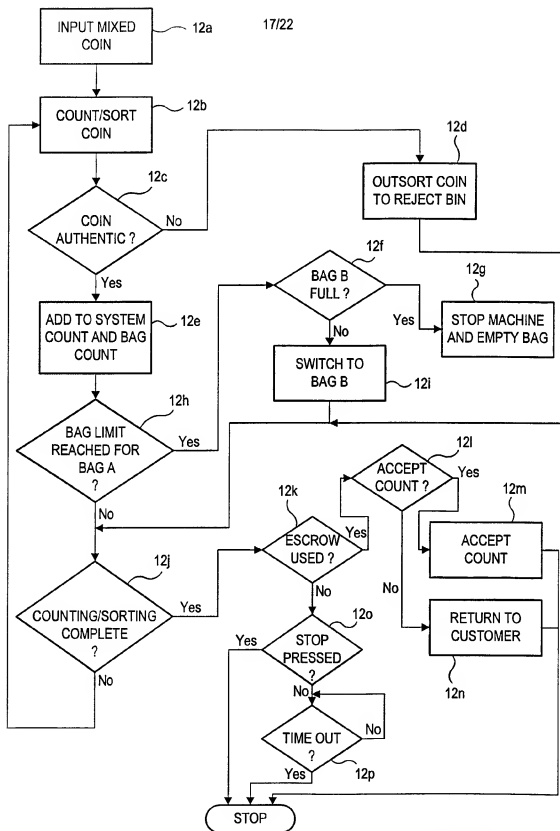 INPUT MIXED
COIN
12a
17/22
COUNT/SORT
COIN
12b
12c
COIN
AUTHENTIC ?
No
Yes
12d
OUTSORT COIN
TO REJECT BIN
ADD TO SYSTEM
COUNT AND BAG
COUNT
12e
12f
BAG B
FULL ?
Yes
No
12g
STOP MACHINE
AND EMPTY BAG
SWITCH TO
BAG B
12i
12h
BAG LIMIT
REACHED FOR
BAG A
?
Yes
No
12j
COUNTING/SORTING
COMPLETE
?
Yes
No
12k
ESCROW
USED ?
Yes
No
12l
ACCEPT
COUNT ?
Yes
No
12m
ACCEPT
COUNT
RETURN TO
CUSTOMER
12n
12o
STOP
PRESSED
?
Yes
No
TIME OUT
?
No
Yes
12p
STOP